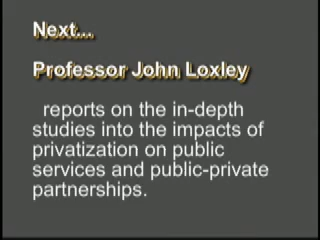 Next...
Professor John Loxley
reports on the in-depth
studies into the impacts of
privatization on public
services and public-private
partnerships.